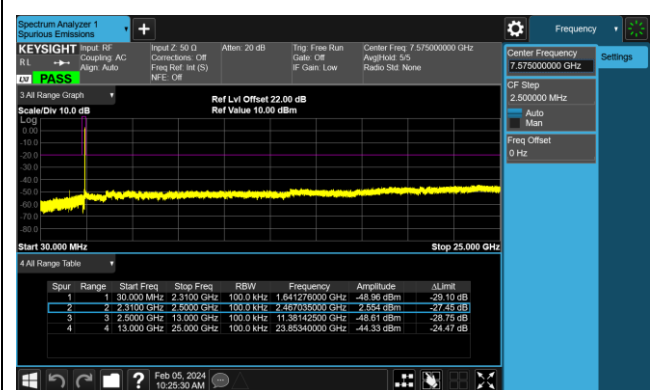 Spectrum Analyzer 1
Spurious Emissions
Frequency
KEYSIGHT Input: RF Input Z: 50 Ω Atten: 20 dB Trig: Free Run Center Freq: 7.575000000 GHz
RL Coupling: AC Corrections: Off Gate: Off Avg|Hold: 5/5
Align: Auto Freq Ref: Int (S) IF Gain: Low Radio Std: None
LXI PASS NFE: Off
Center Frequency
7.575000000 GHz
Settings
CF Step
2.500000 MHz
Auto
Man
Freq Offset
0 Hz
3 All Range Graph
Ref Lvl Offset 22.00 dB
Scale/Div 10.0 dB Ref Value 10.00 dBm
Log
0.00
-10.0
-20.0
-30.0
-40.0
-50.0
-60.0
-70.0
-80.0
Start 30.000 MHz Stop 25.000 GHz
4 All Range Table
Spur Range Start Freq Stop Freq RBW Frequency Amplitude ΔLimit
1 1 30.000 MHz 2.3100 GHz 100.0 kHz 1.641276000 GHz -48.96 dBm -29.10 dB
2 2 2.3100 GHz 2.5000 GHz 100.0 kHz 2.467035000 GHz 2.554 dBm -27.45 dB
3 3 2.5000 GHz 13.000 GHz 100.0 kHz 11.38142500 GHz -48.61 dBm -28.75 dB
4 4 13.000 GHz 25.000 GHz 100.0 kHz 23.85340000 GHz -44.33 dBm -24.47 dB
Feb 05, 2024
10:25:30 AM